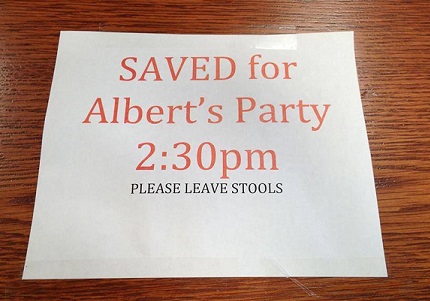 SAVED for
Albert’s Party
2:30pm
PLEASE LEAVE STOOLS